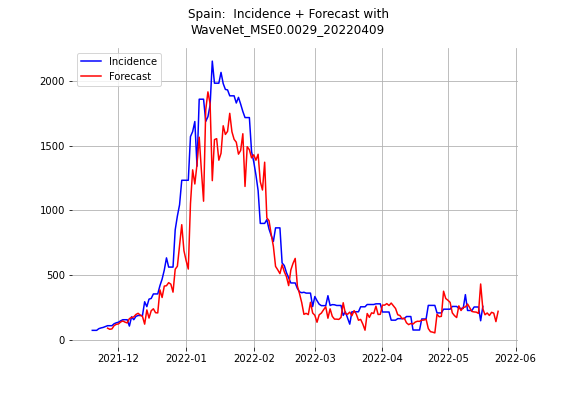 Spain:  Incidence + Forecast with
WaveNet_MSE0.0029_20220409
Incidence
Forecast
2000
1500
1000
500
0
2021-12 2022-01 2022-02 2022-03 2022-04 2022-05 2022-06